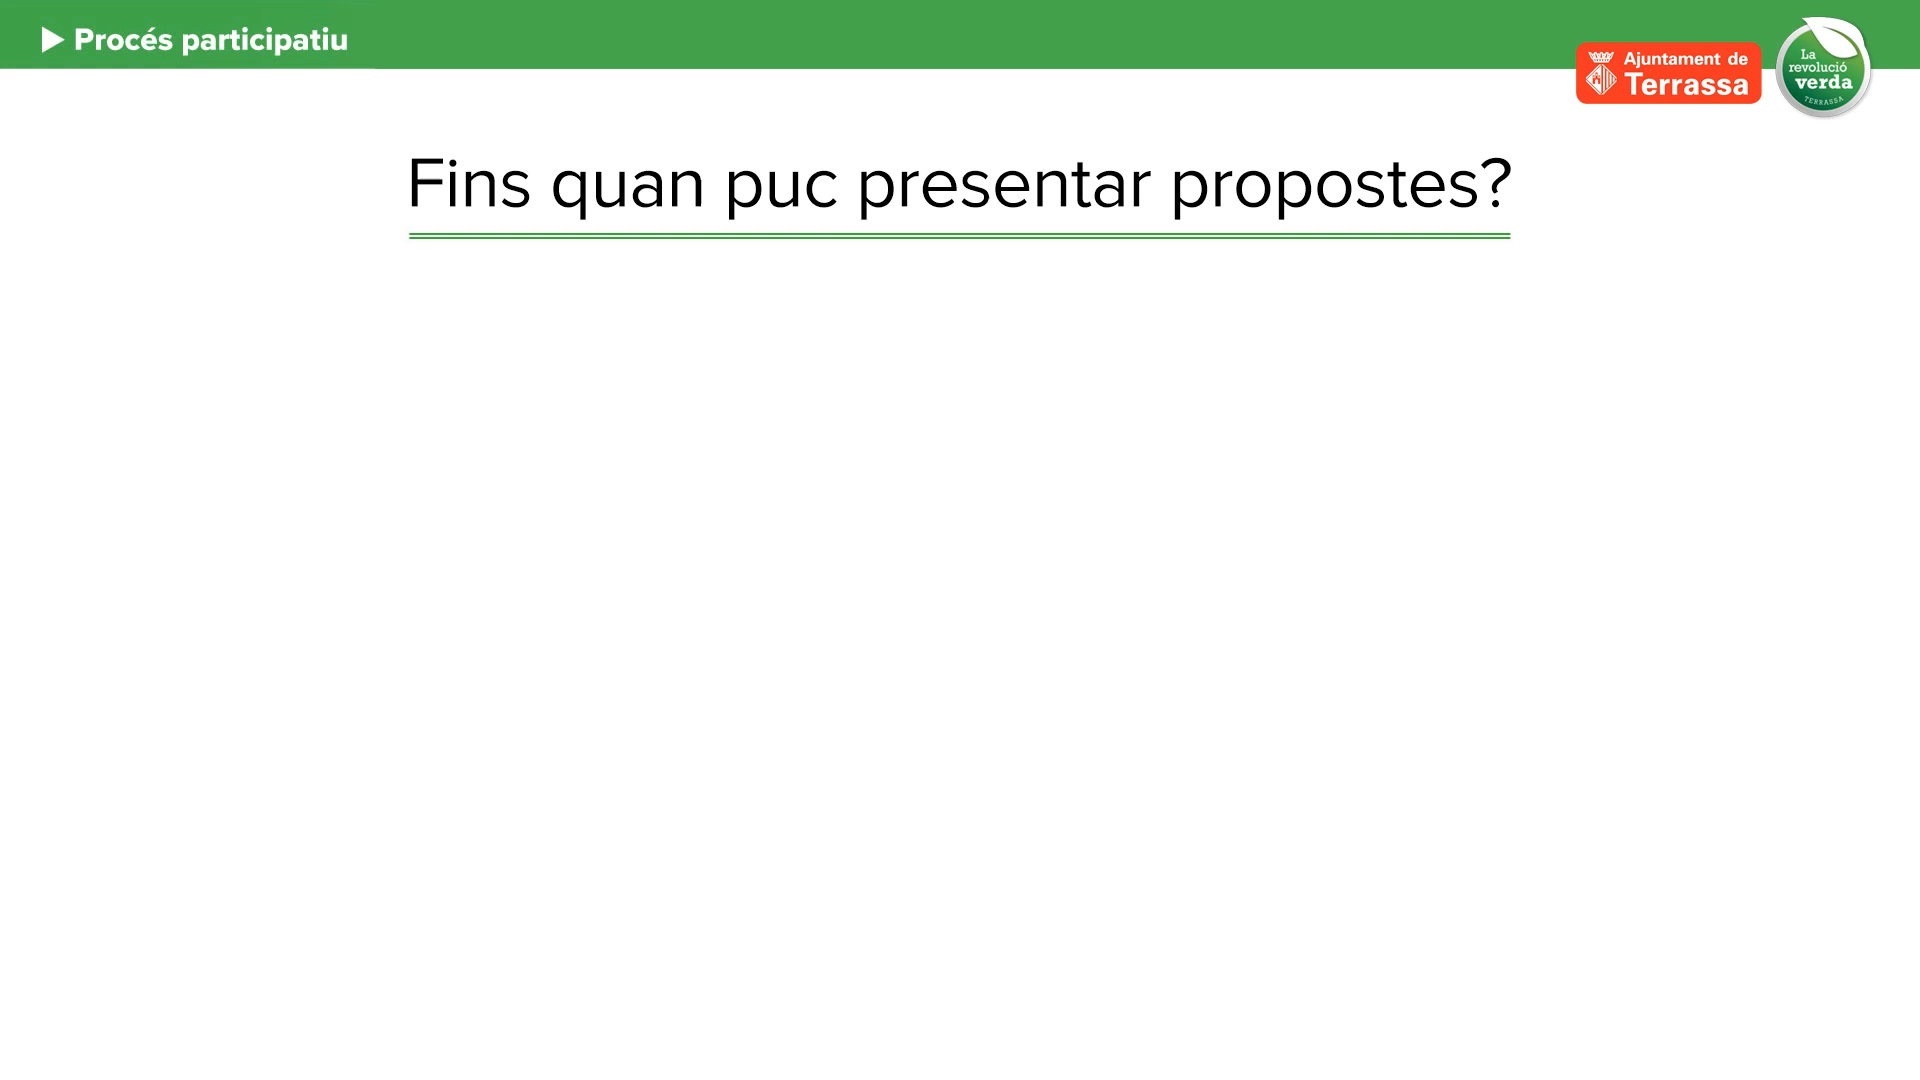 Procés participatiu
Ajuntament de
Terrassa
La
revolució
verda
TERRASSA
Fins quan puc presentar propostes?